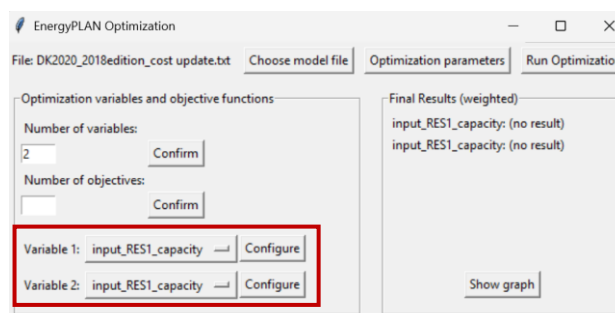 EnergyPLAN Optimization
File: DK2020_2018edition_cost update.txt Choose model file Optimization parameters Run Optimizatio
Optimization variables and objective functions
Number of variables:
2 Confirm
Number of objectives:
Confirm
Variable 1: input_RES1_capacity Configure
Variable 2: input_RES1_capacity Configure
Final Results (weighted)
input_RES1_capacity: (no result)
input_RES1_capacity: (no result)
Show graph